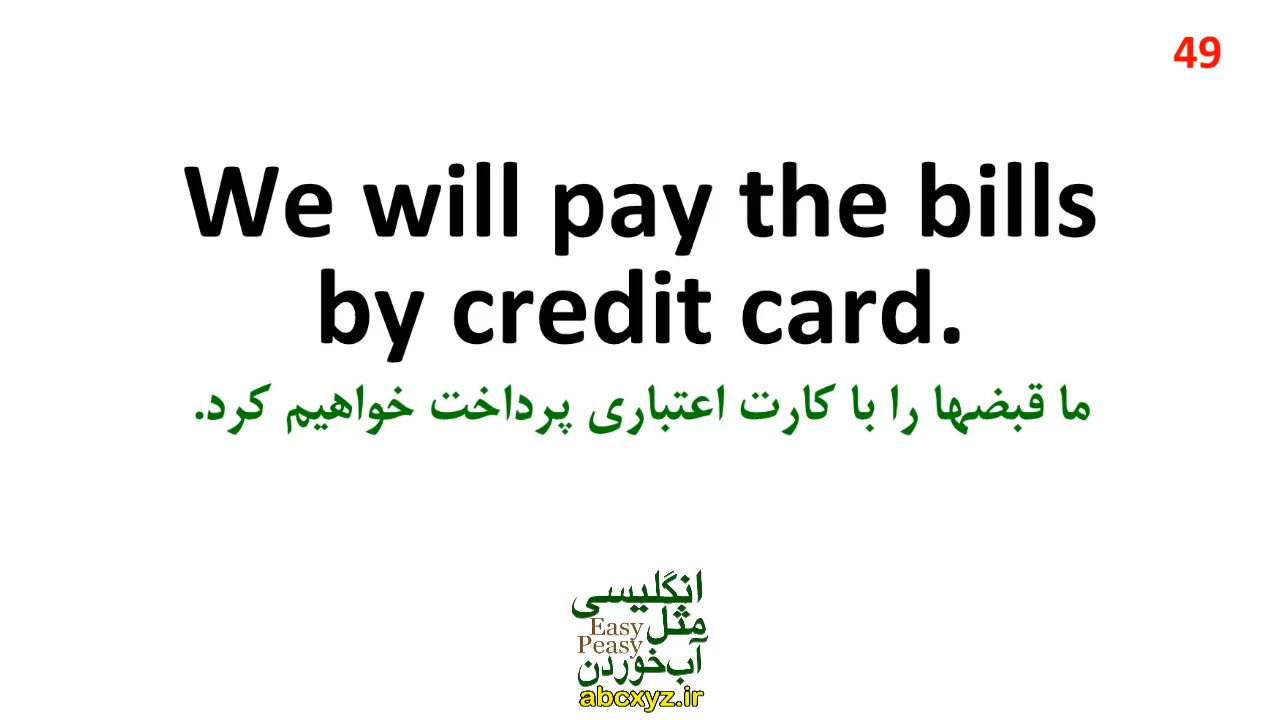 49
We will pay the bills
by credit card.
ما قبضها را با کارت اعتباری پرداخت خواهیم کرد.
انگلیسی
مثل
Easy
Peasy
آب‌خوردن
abcxyz.ir